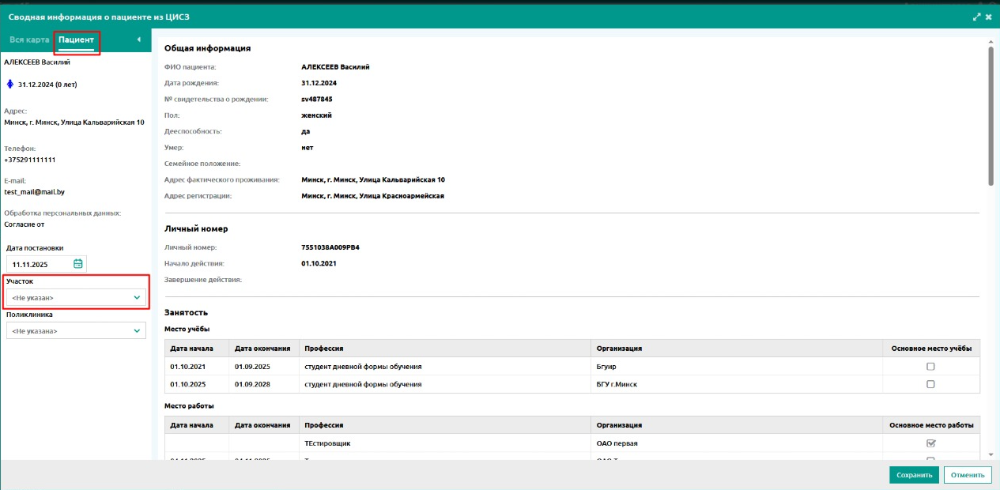 Сводная информация о пациенте из ЦИСЗ
Вся карта Пациент
АЛЕКСЕЕВ Василий
31.12.2024 (0 лет)
Адрес:
Минск, г. Минск, Улица Кальварийская 10
Телефон:
+375291111111
E-mail:
test_mail@mail.by
Обработка персональных данных:
Согласие от
Дата постановки
11.11.2025
Участок
<Не указан>
Поликлиника
<Не указана>
Общая информация
ФИО пациента: АЛЕКСЕЕВ Василий
Дата рождения: 31.12.2024
№ свидетельства о рождении: sv487845
Пол: женский
Дееспособность: да
Умер: нет
Семейное положение:
Адрес фактического проживания: Минск, г. Минск, Улица Кальварийская 10
Адрес регистрации: Минск, г. Минск, Улица Красноармейская
Личный номер
Личный номер: 7551038A009PB4
Начало действия: 01.10.2021
Завершение действия:
Занятость
Место учёбы
Дата начала Дата окончания Профессия Организация Основное место учёбы
01.10.2021 01.09.2025 студент дневной формы обучения Бгуир
01.10.2025 01.09.2028 студент дневной формы обучения БГУ г.Минск
Место работы
Дата начала Дата окончания Профессия Организация Основное место работы
ТЕстировщик ОАО первая
Сохранить Отменить